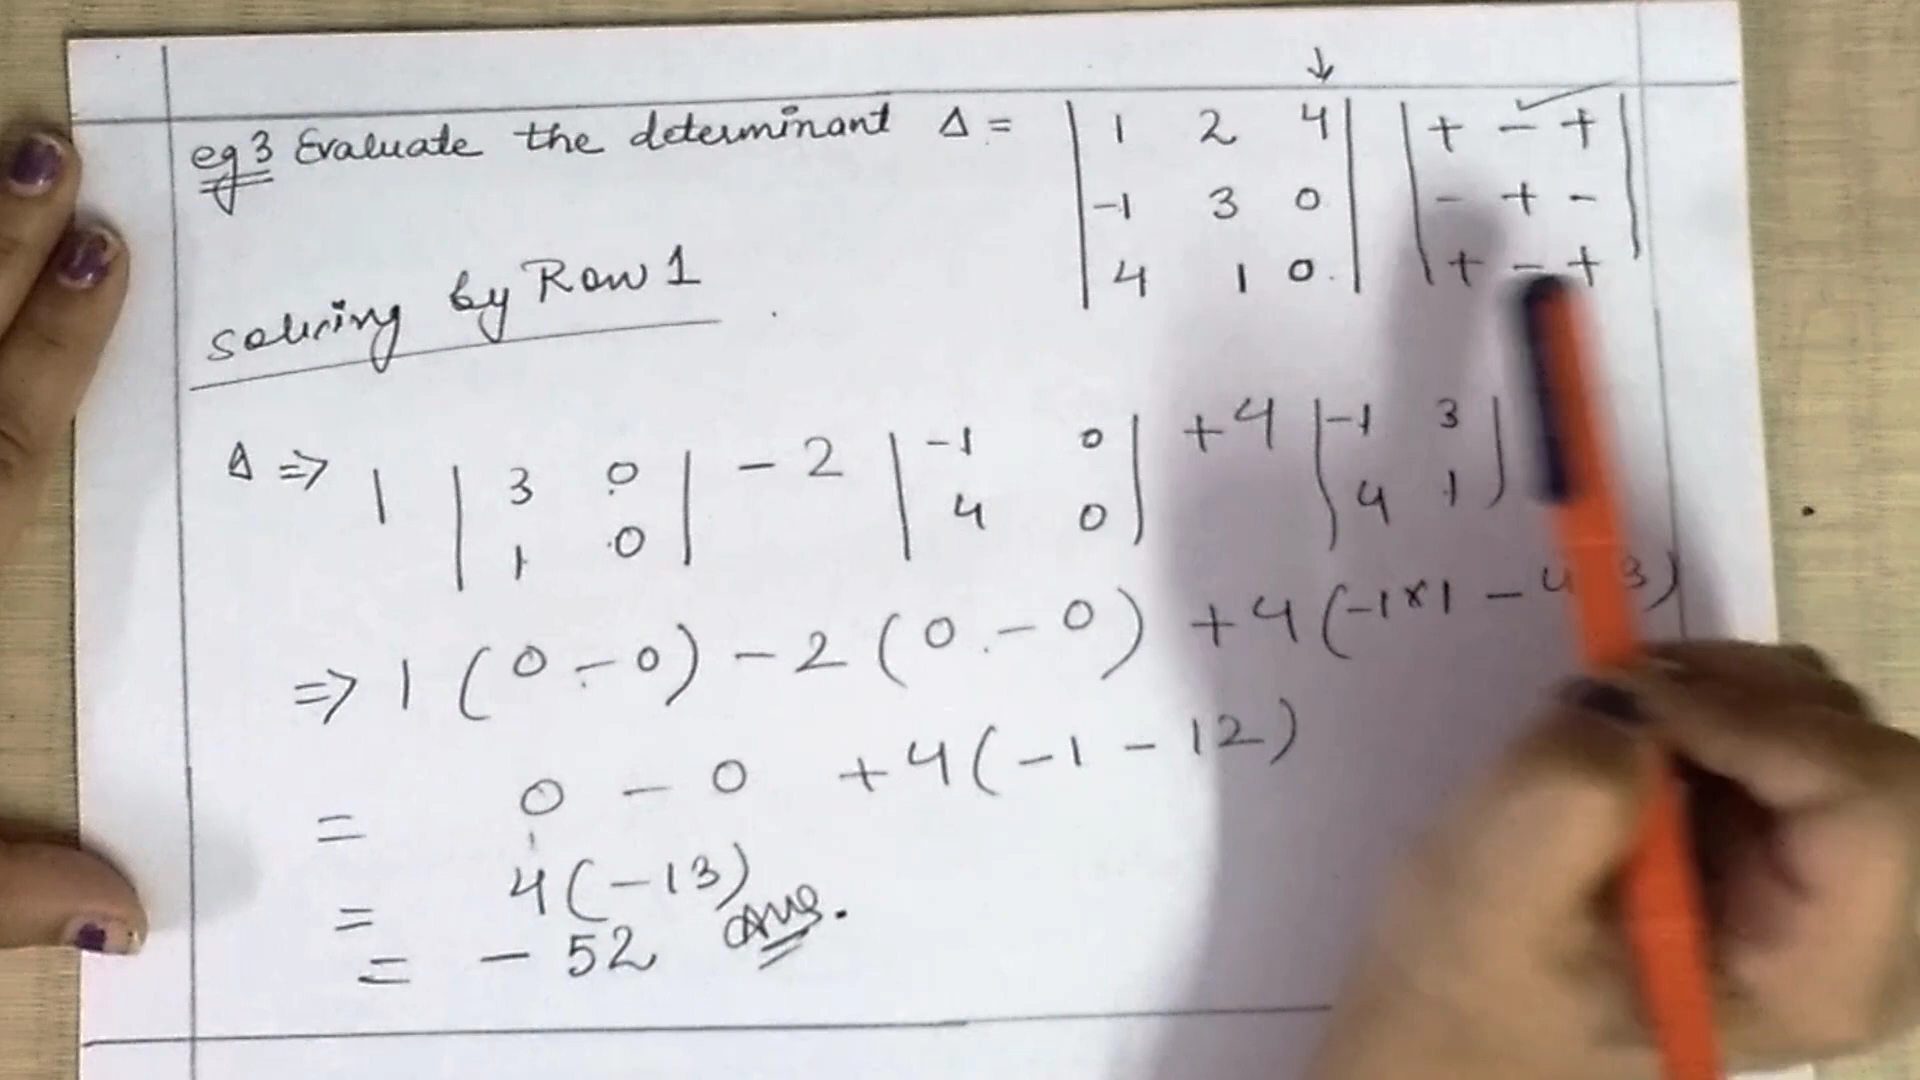 eg 3 Evaluate the determinant Δ = | 1 2 4 | | + - + |
| -1 3 0 | | - + - |
| 4 1 0 | | + - + |
solving by Row 1
Δ => 1 | 3 0 | - 2 | -1 0 | + 4 | -1 3 |
| 1 0 | | 4 0 | | 4 1 |
=> 1 (0 - 0) - 2 (0 - 0) + 4 (-1 × 1 - 4 3)
= 0 - 0 + 4 (-1 - 12)
= 4 (-13)
= - 52 Ans.